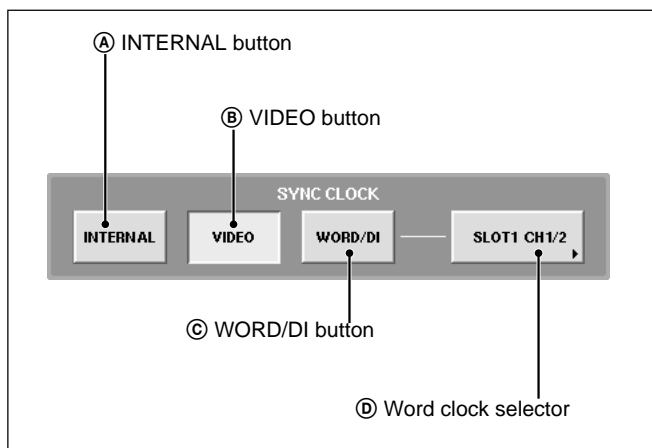 Ⓐ INTERNAL button
Ⓑ VIDEO button
SYNC CLOCK
INTERNAL VIDEO WORD/DI SLOT1 CH1/2
Ⓒ WORD/DI button
Ⓓ Word clock selector